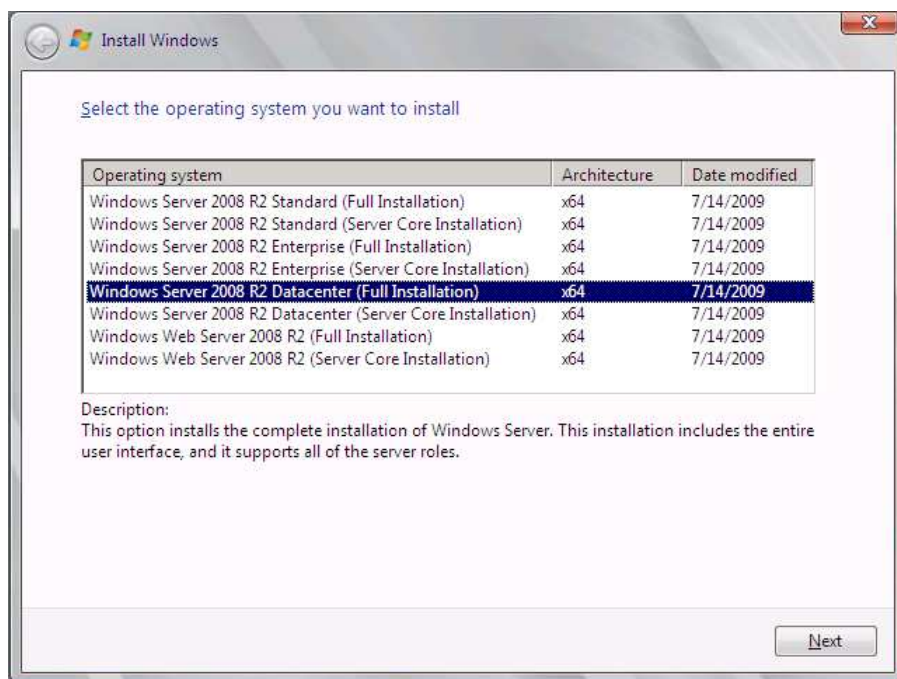 Install Windows
Select the operating system you want to install
Operating system Architecture Date modified
Windows Server 2008 R2 Standard (Full Installation) x64 7/14/2009
Windows Server 2008 R2 Standard (Server Core Installation) x64 7/14/2009
Windows Server 2008 R2 Enterprise (Full Installation) x64 7/14/2009
Windows Server 2008 R2 Enterprise (Server Core Installation) x64 7/14/2009
Windows Server 2008 R2 Datacenter (Full Installation) x64 7/14/2009
Windows Server 2008 R2 Datacenter (Server Core Installation) x64 7/14/2009
Windows Web Server 2008 R2 (Full Installation) x64 7/14/2009
Windows Web Server 2008 R2 (Server Core Installation) x64 7/14/2009
Description:
This option installs the complete installation of Windows Server. This installation includes the entire
user interface, and it supports all of the server roles.
Next